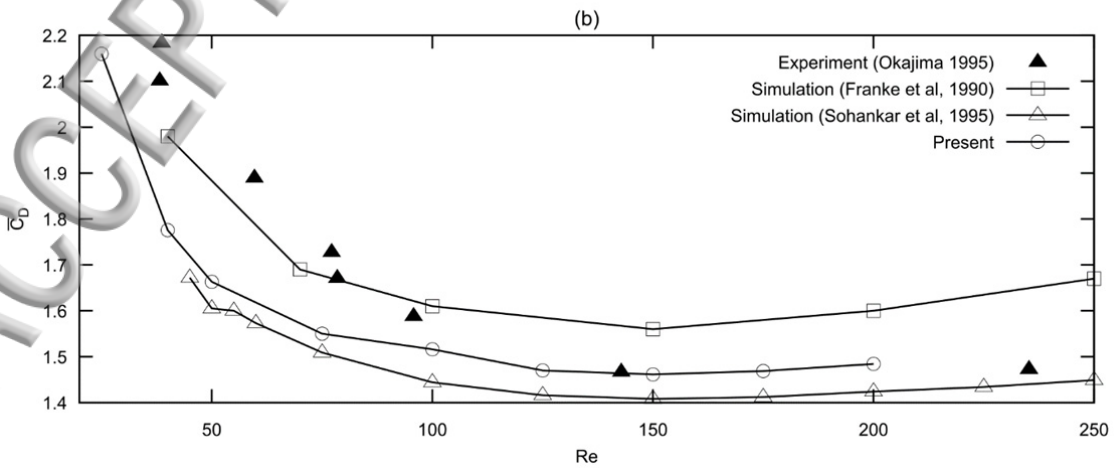 (b)
2.2
2.1
2
1.9
1.8
1.7
1.6
1.5
1.4
C̅D
Experiment (Okajima 1995)
Simulation (Franke et al, 1990)
Simulation (Sohankar et al, 1995)
Present
50
100
150
200
250
Re